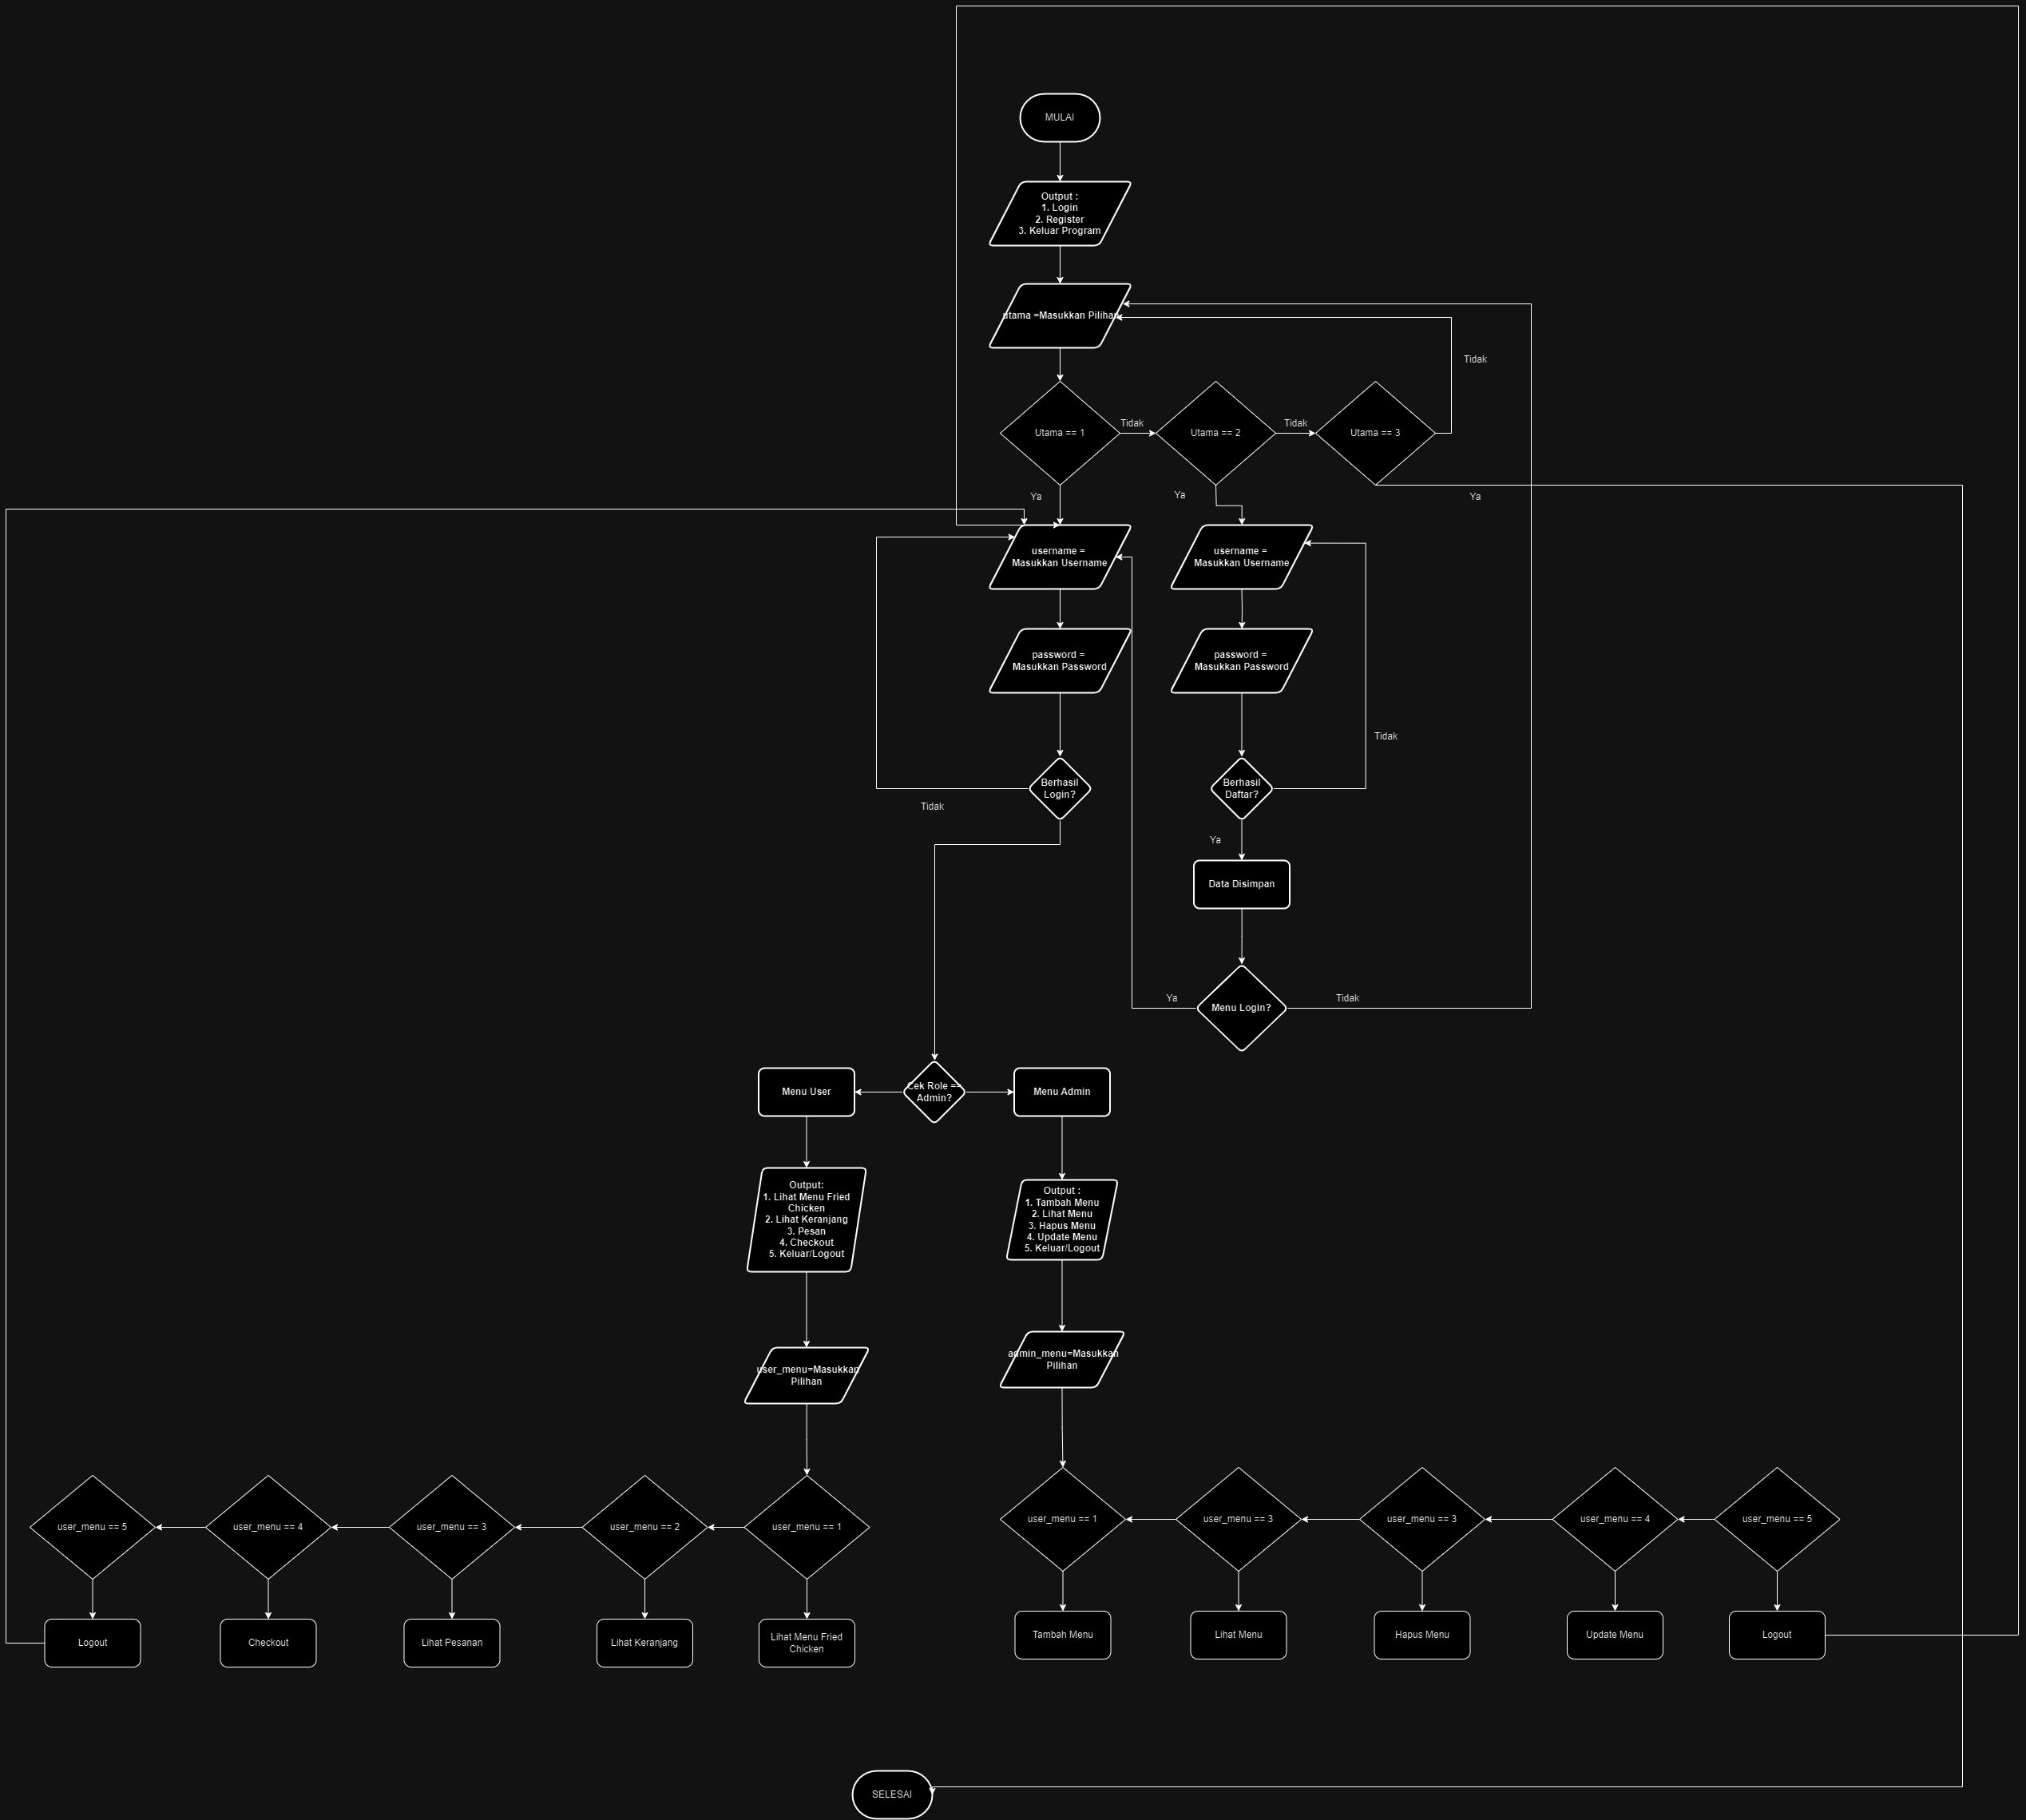 MULAI
Output :
1. Login
2. Register
3. Keluar Program
utama =Masukkan Pilihan
Tidak
Utama == 1
Tidak
Utama == 2
Tidak
Utama == 3
Ya
Ya
Ya
username =
Masukkan Username
username =
Masukkan Username
password =
Masukkan Password
password =
Masukkan Password
Tidak
Berhasil
Login?
Berhasil
Daftar?
Tidak
Ya
Data Disimpan
Ya
Tidak
Menu Login?
Menu User
Cek Role ==
Admin?
Menu Admin
Output:
1. Lihat Menu Fried
Chicken
2. Lihat Keranjang
3. Pesan
4. Checkout
5. Keluar/Logout
Output :
1. Tambah Menu
2. Lihat Menu
3. Hapus Menu
4. Update Menu
5. Keluar/Logout
user_menu=Masukkan
Pilihan
admin_menu=Masukkan
Pilihan
user_menu == 5
user_menu == 4
user_menu == 3
user_menu == 2
user_menu == 1
user_menu == 1
user_menu == 3
user_menu == 3
user_menu == 4
user_menu == 5
Logout
Checkout
Lihat Pesanan
Lihat Keranjang
Lihat Menu Fried
Chicken
Tambah Menu
Lihat Menu
Hapus Menu
Update Menu
Logout
SELESAI